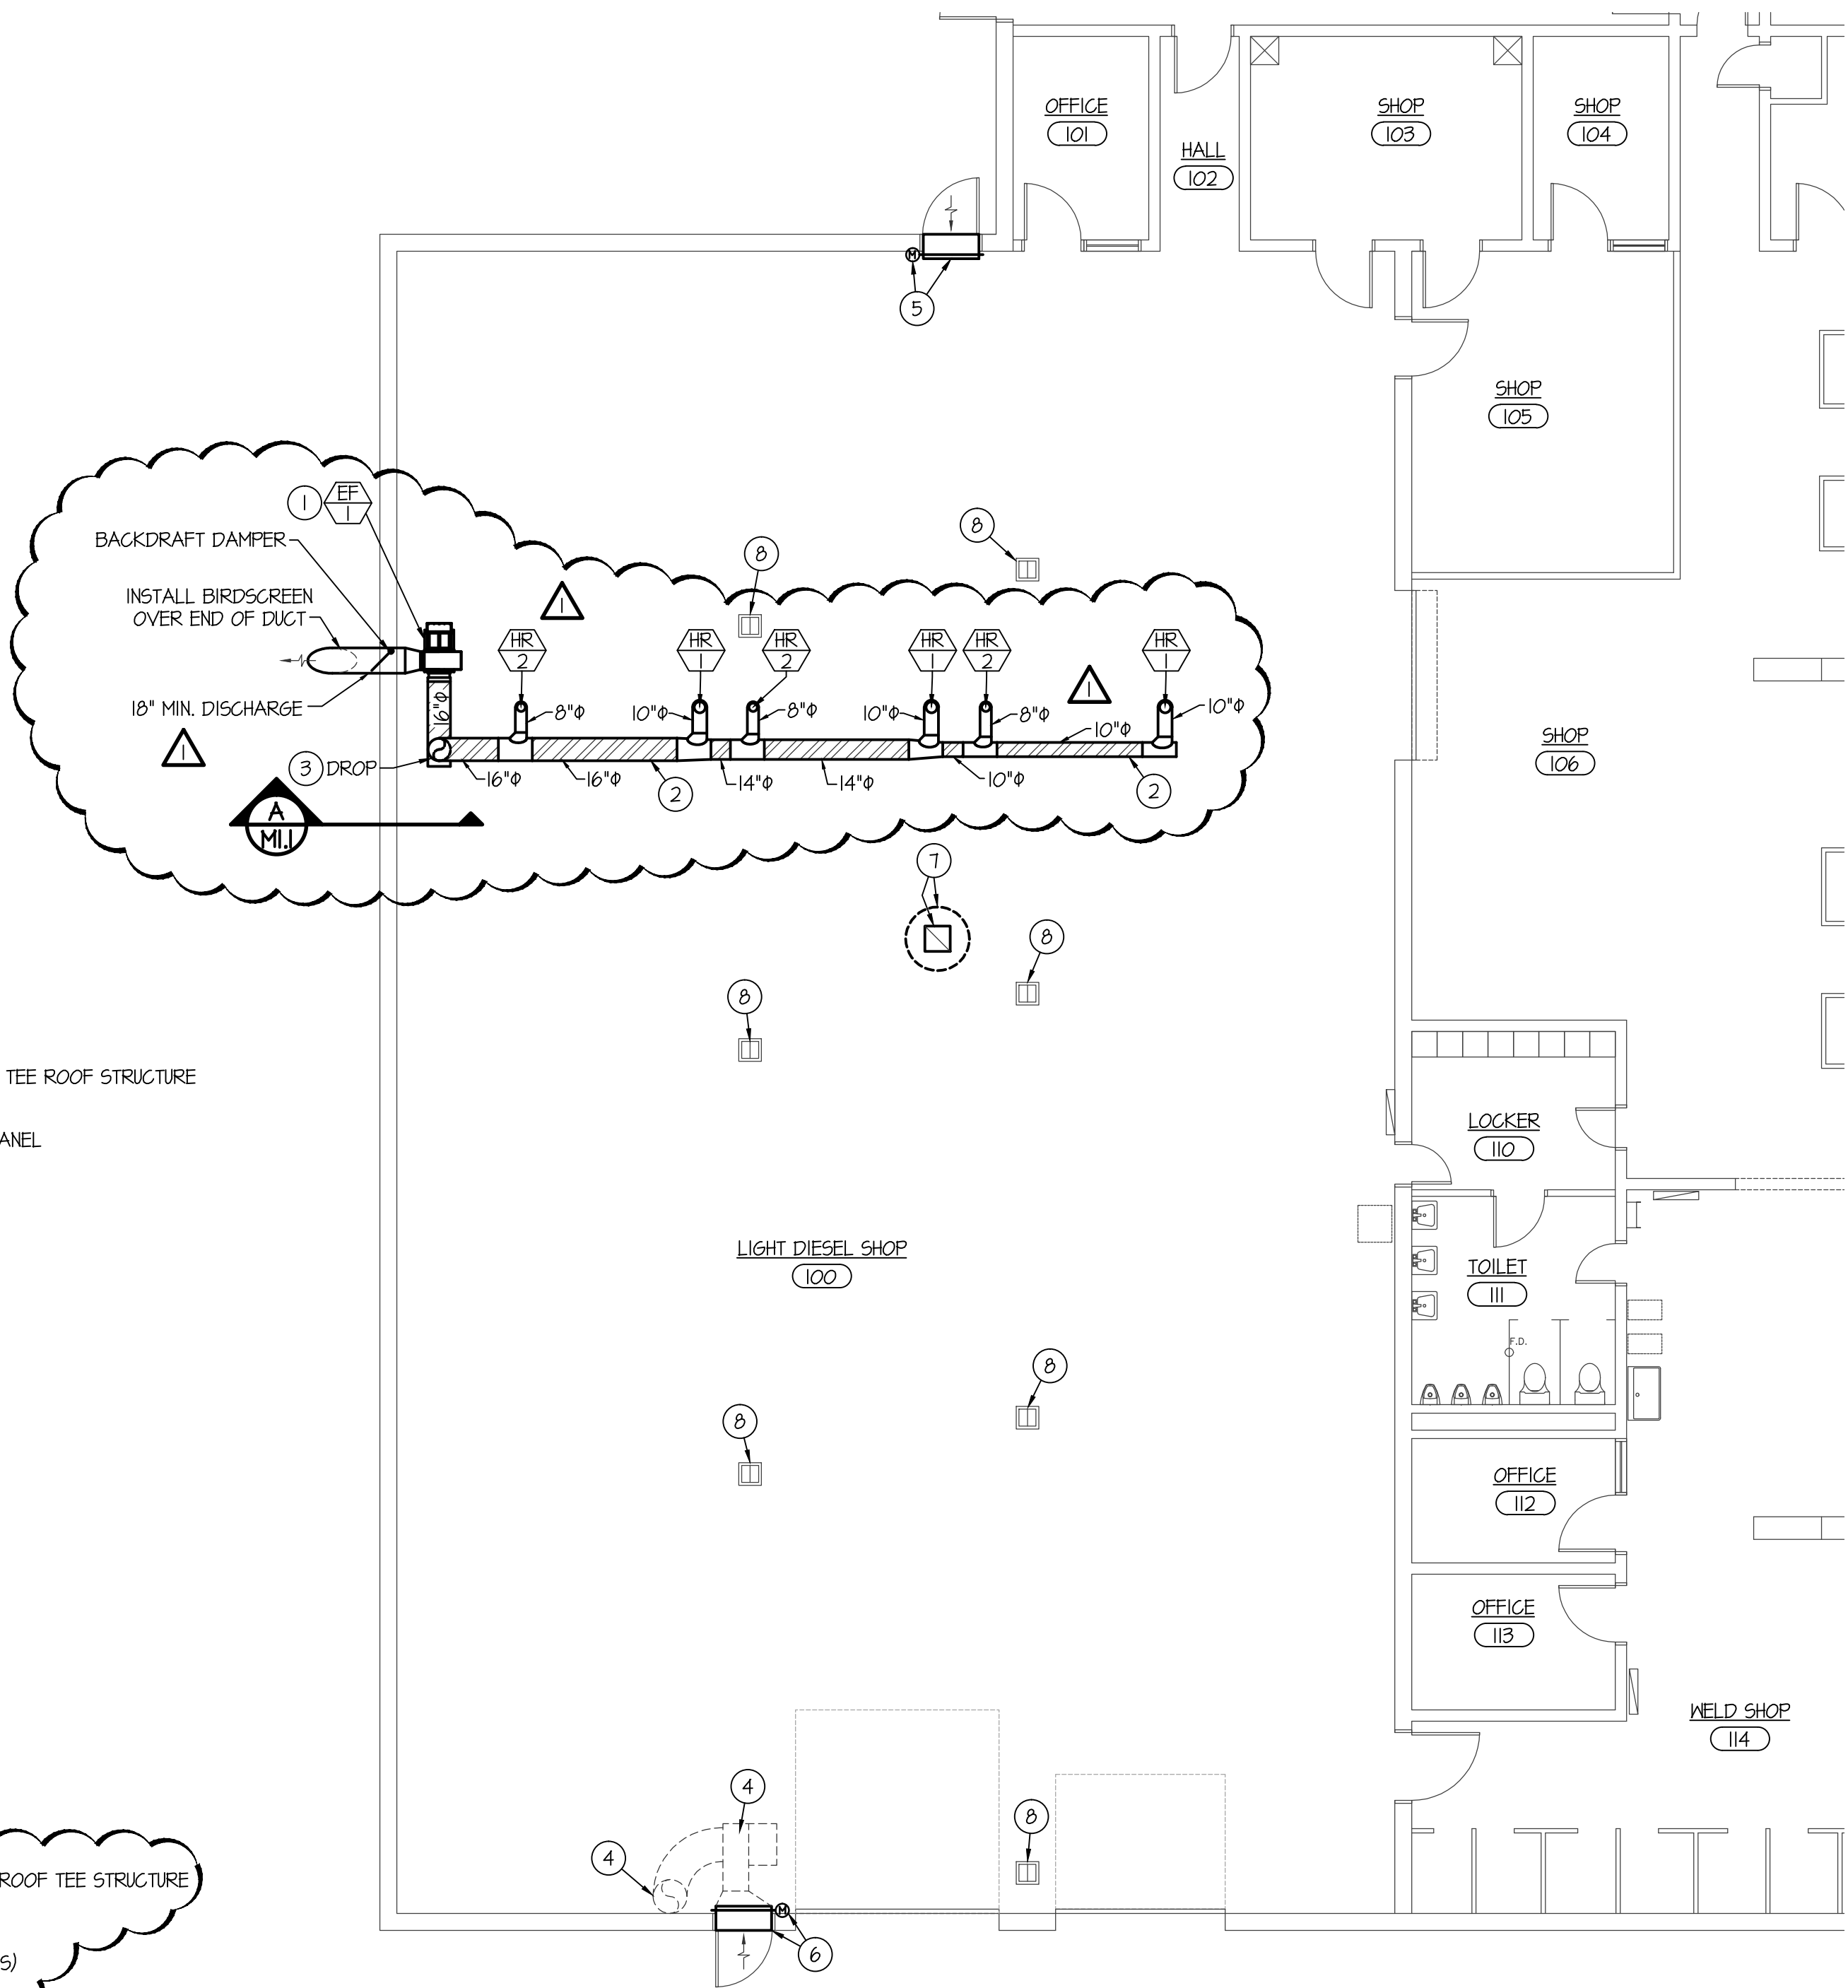 OFFICE
101
SHOP
103
SHOP
104
HALL
102
M
5
SHOP
105
1
EF
1
BACKDRAFT DAMPER
8
8
INSTALL BIRDSCREEN
OVER END OF DUCT
1
HR
2
HR
1
HR
2
HR
1
HR
2
HR
1
1
18" MIN. DISCHARGE
16"Φ
8"Φ
10"Φ
8"Φ
10"Φ
8"Φ
10"Φ
10"Φ
1
3 DROP
16"Φ
16"Φ
2
14"Φ
14"Φ
10"Φ
2
SHOP
106
A
M1.1
7
8
8
TEE ROOF STRUCTURE
ANEL
LOCKER
110
LIGHT DIESEL SHOP
100
TOILET
111
F.D.
8
8
OFFICE
112
OFFICE
113
WELD SHOP
114
4
4
8
ROOF TEE STRUCTURE
M
6
S)